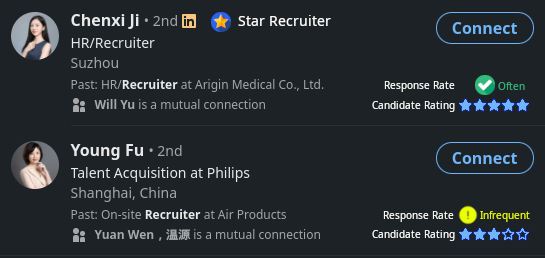 Chenxi Ji • 2nd in Star Recruiter
Connect
HR/Recruiter
Suzhou
Past: HR/Recruiter at Arigin Medical Co., Ltd.
Response Rate Often
Will Yu is a mutual connection
Candidate Rating
Young Fu • 2nd
Connect
Talent Acquisition at Philips
Shanghai, China
Past: On-site Recruiter at Air Products
Response Rate ! Infrequent
Yuan Wen，溫源 is a mutual connection
Candidate Rating